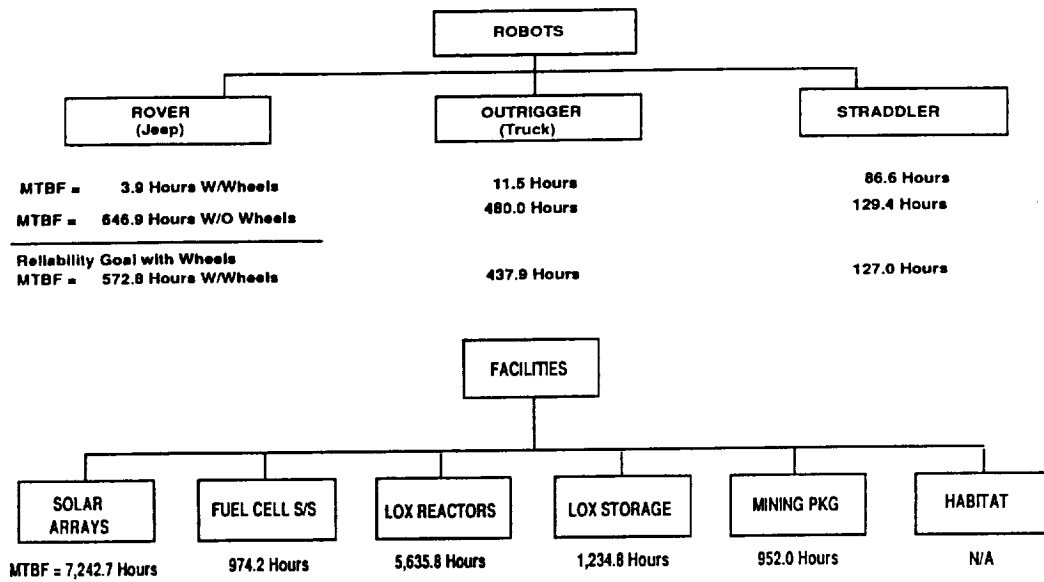 ROBOTS
ROVER
(Jeep)
OUTRIGGER
(Truck)
STRADDLER
MTBF = 3.9 Hours W/Wheels 11.5 Hours 86.6 Hours
MTBF = 646.9 Hours W/O Wheels 480.0 Hours 129.4 Hours
Reliability Goal with Wheels
MTBF = 572.8 Hours W/Wheels 437.9 Hours 127.0 Hours
FACILITIES
SOLAR
ARRAYS
FUEL CELL S/S
LOX REACTORS
LOX STORAGE
MINING PKG
HABITAT
MTBF = 7,242.7 Hours 974.2 Hours 5,635.8 Hours 1,234.8 Hours 952.0 Hours N/A